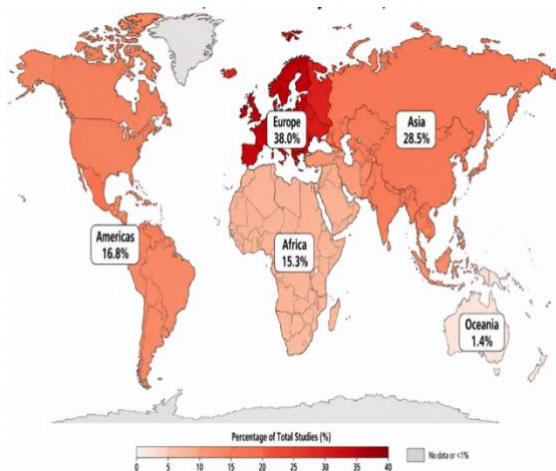 Europe
38.0%
Asia
28.5%
Americas
16.8%
Africa
15.3%
Oceania
1.4%
Percentage of Total Studies (%)
No data or <1%
0 5 10 15 20 25 30 35 40